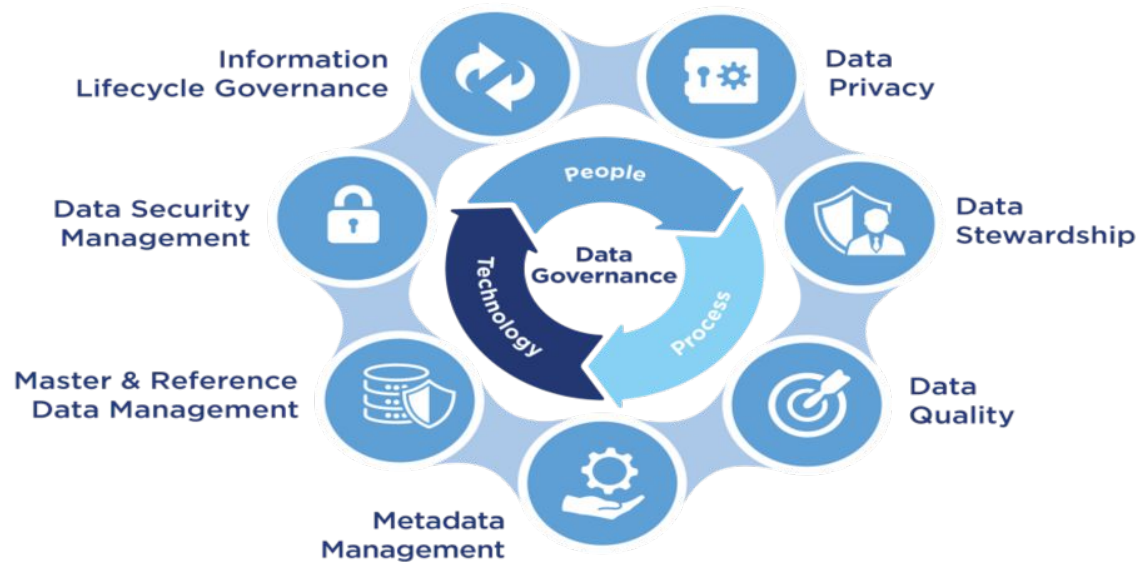 Information
Lifecycle Governance
Data
Privacy
Data Security
Management
Data
Stewardship
People
Technology
Process
Data
Governance
Master & Reference
Data Management
Data
Quality
Metadata
Management